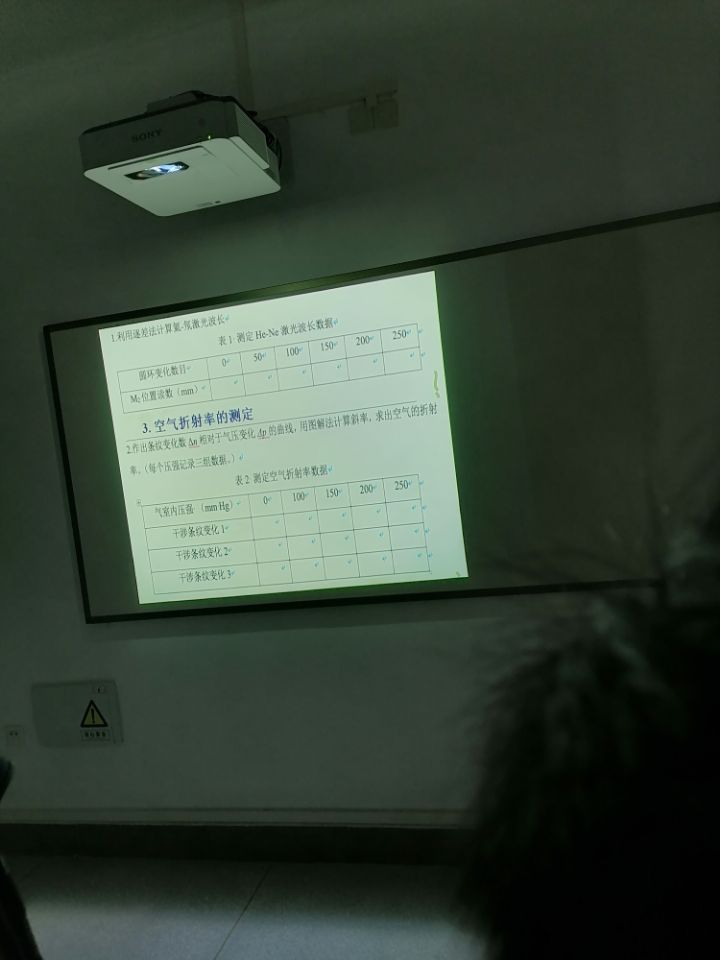 SONY
1.利用逐差法计算氦-氖激光波长
表 1 测定 He-Ne 激光波长数据
圆环变化数目 0 50 100 150 200 250
M₂位置读数（mm）
3. 空气折射率的测定
2.作出条纹变化数 Δn 相对于气压变化 Δp 的曲线，用图解法计算斜率，求出空气的折射
率。（每个压强记录三组数据。）
表 2 测定空气折射率数据
气室内压强（mm Hg） 0 100 150 200 250
干涉条纹变化 1
干涉条纹变化 2
干涉条纹变化 3